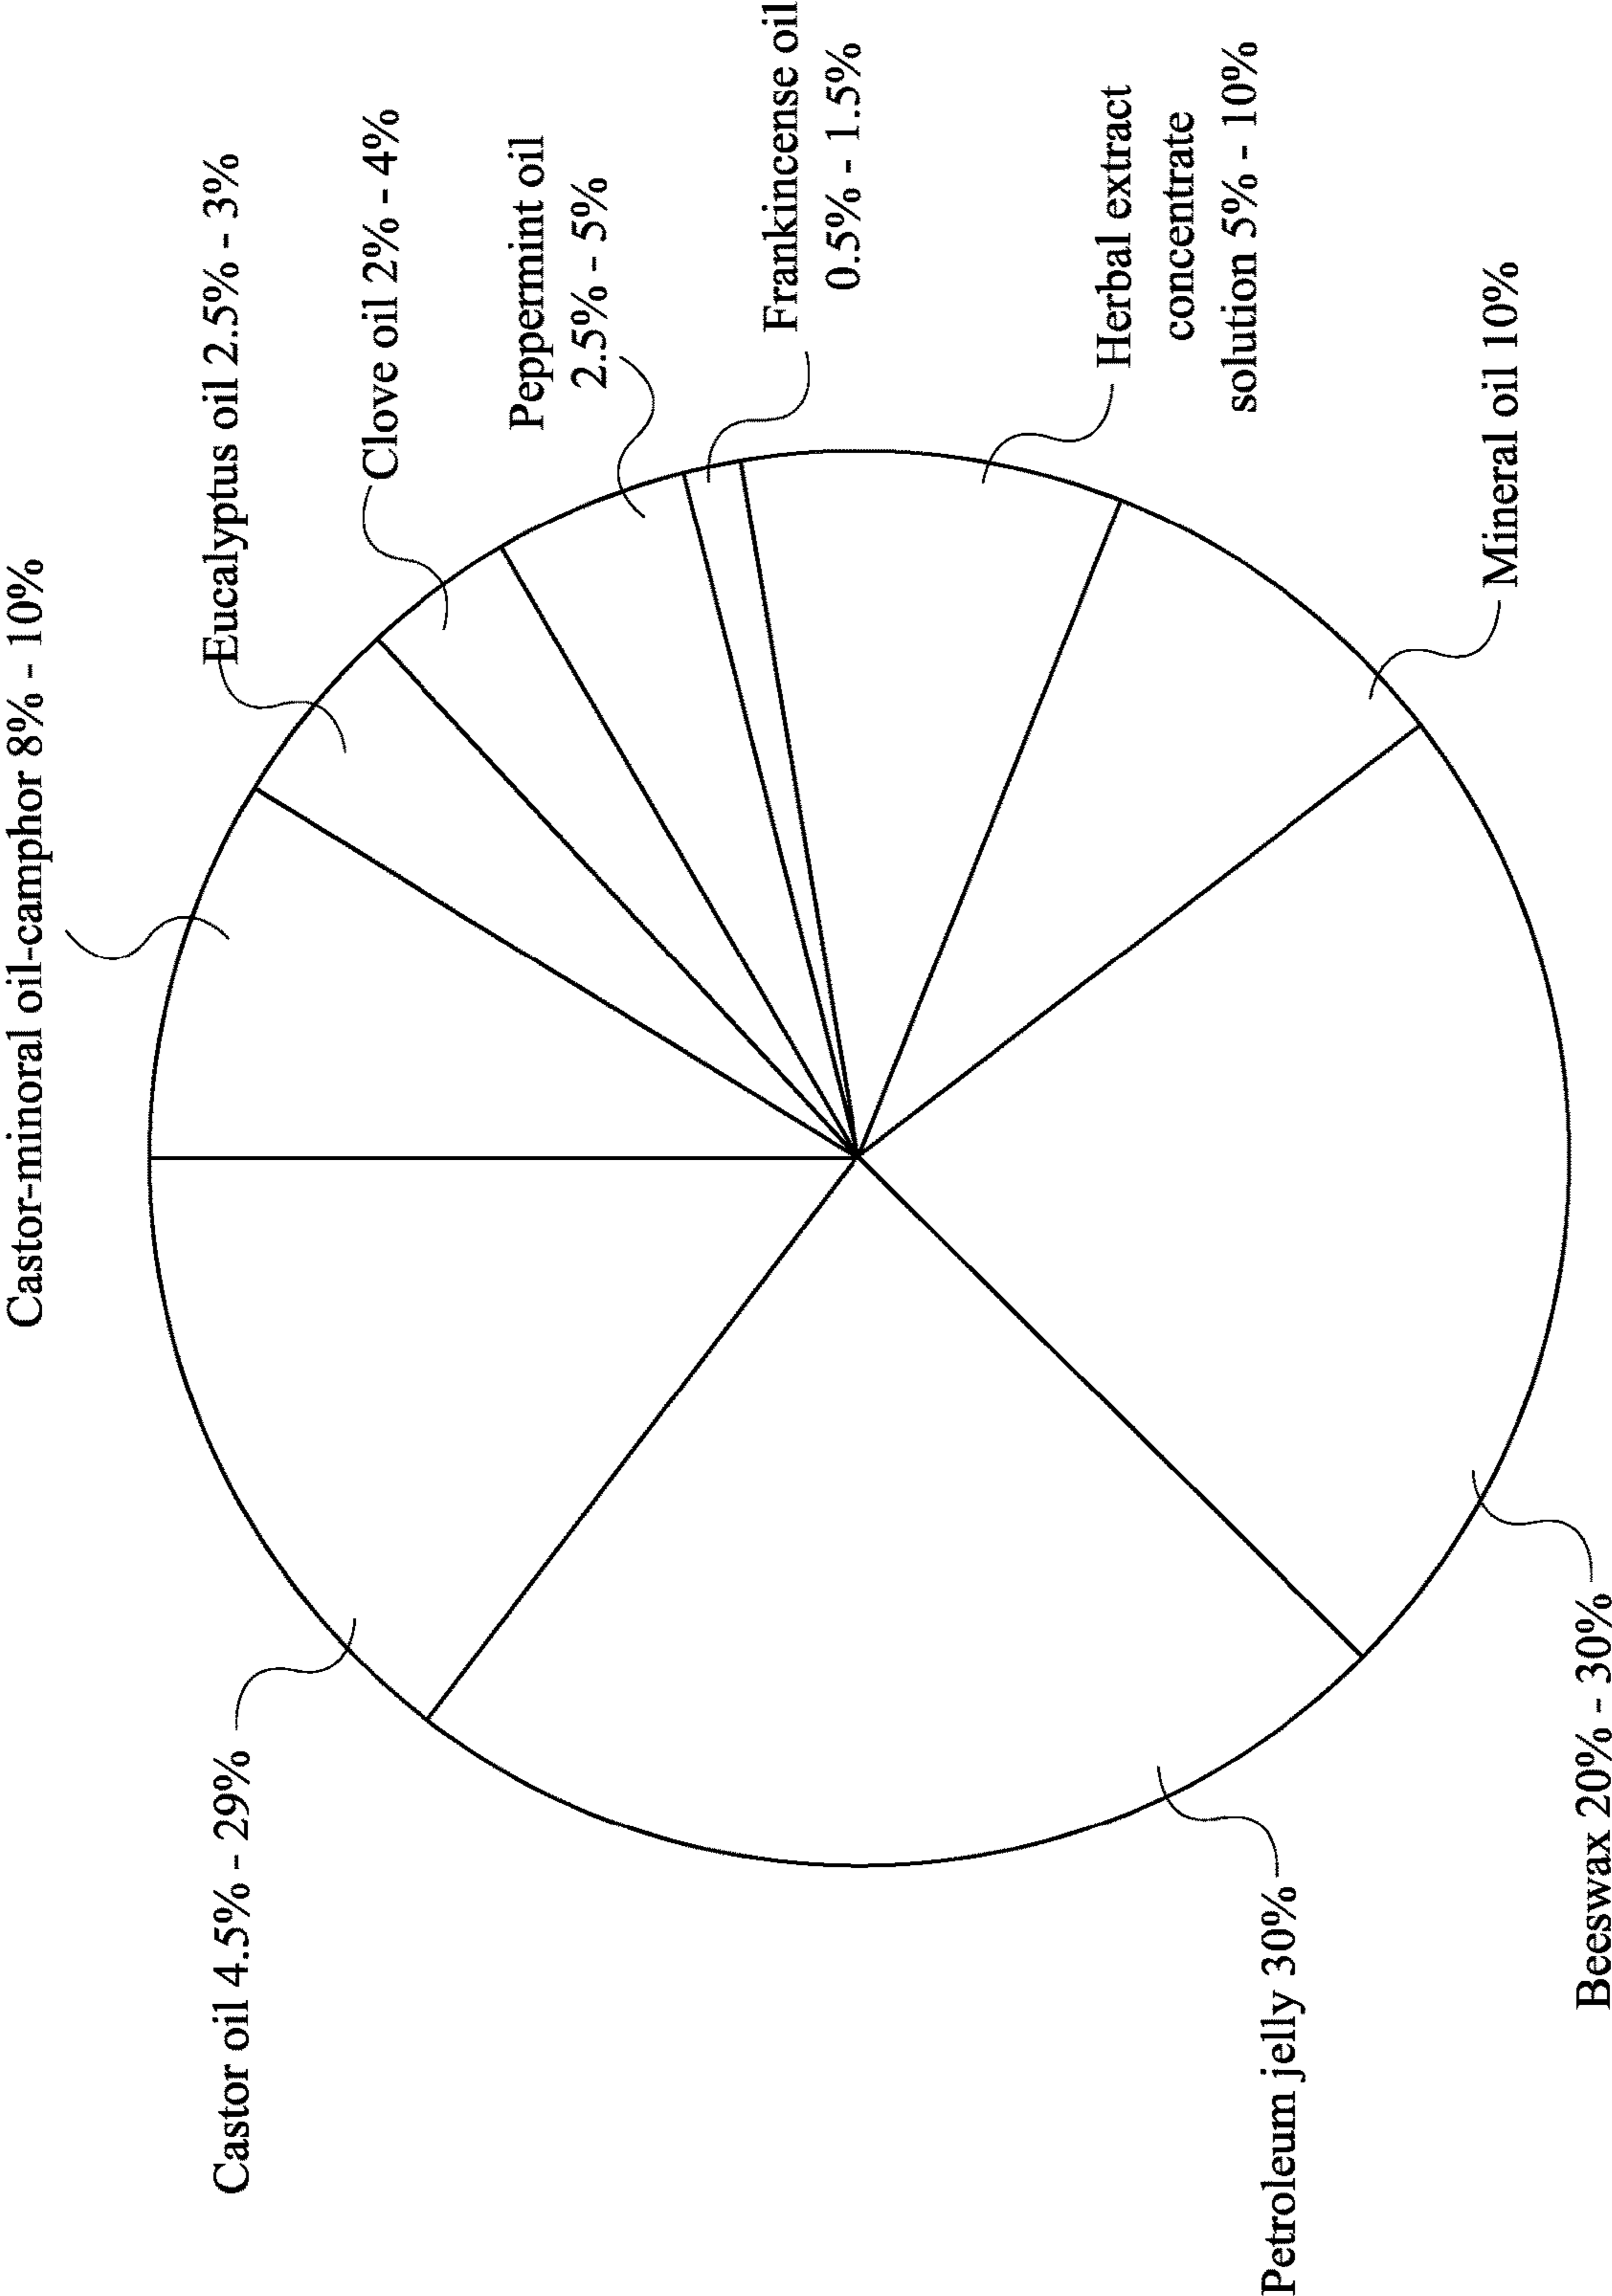 Castor-minoral oil-camphor 8% - 10%
Eucalyptus oil 2.5% - 3%
Clove oil 2% - 4%
Peppermint oil
2.5% - 5%
Frankincense oil
0.5% - 1.5%
Herbal extract
concentrate
solution 5% - 10%
Mineral oil 10%
Beeswax 20% - 30%
Petroleum jelly 30%
Castor oil 4.5% - 29%